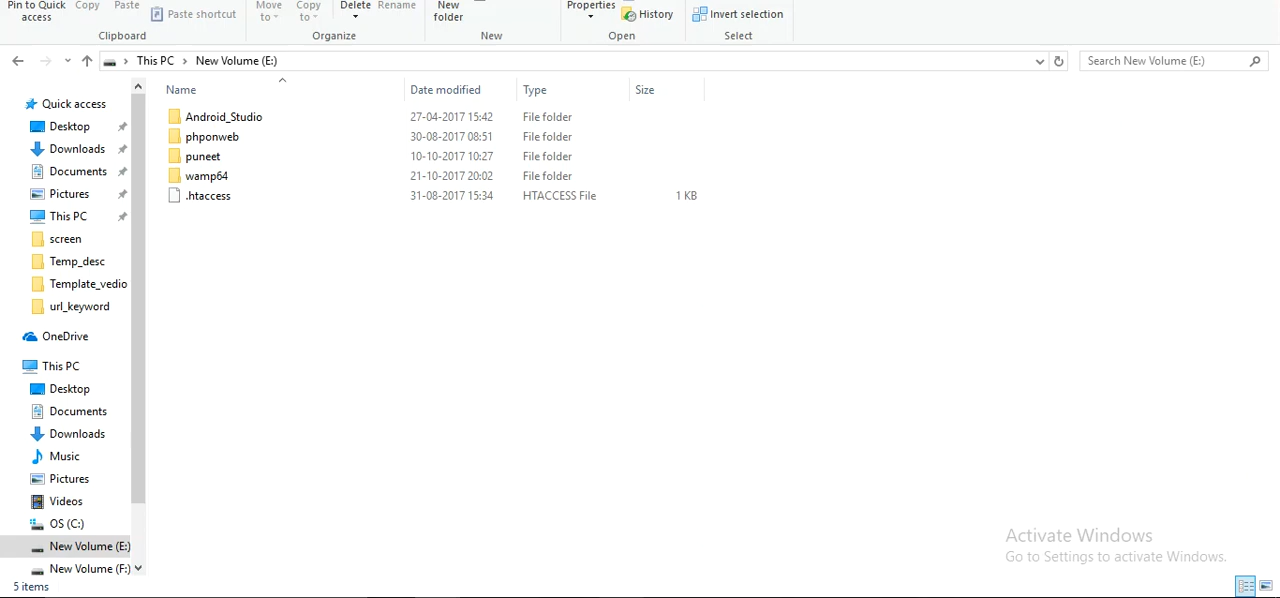 Pin to Quick access
Copy
Paste
Paste shortcut
Clipboard
Move to
Copy to
Delete
Rename
Organize
New folder
New
Properties
History
Open
Invert selection
Select
This PC > New Volume (E:)
Search New Volume (E:)
Name Date modified Type Size
Android_Studio 27-04-2017 15:42 File folder
phponweb 30-08-2017 08:51 File folder
puneet 10-10-2017 10:27 File folder
wamp64 21-10-2017 20:02 File folder
.htaccess 31-08-2017 15:34 HTACCESS File 1 KB
Quick access
Desktop
Downloads
Documents
Pictures
This PC
screen
Temp_desc
Template_vedio
url_keyword
OneDrive
This PC
Desktop
Documents
Downloads
Music
Pictures
Videos
OS (C:)
New Volume (E:)
New Volume (F:)
5 items
Activate Windows
Go to Settings to activate Windows.